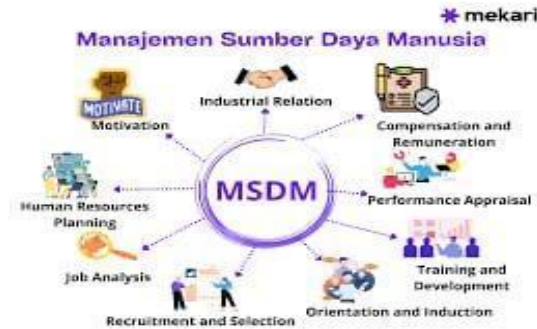 mekari
Manajemen Sumber Daya Manusia
MOTIVATE
Motivation
Industrial Relation
Compensation and
Remuneration
Human Resources
Planning
MSDM
Performance Appraisal
Job Analysis
Training and
Development
Recruitment and Selection
Orientation and Induction